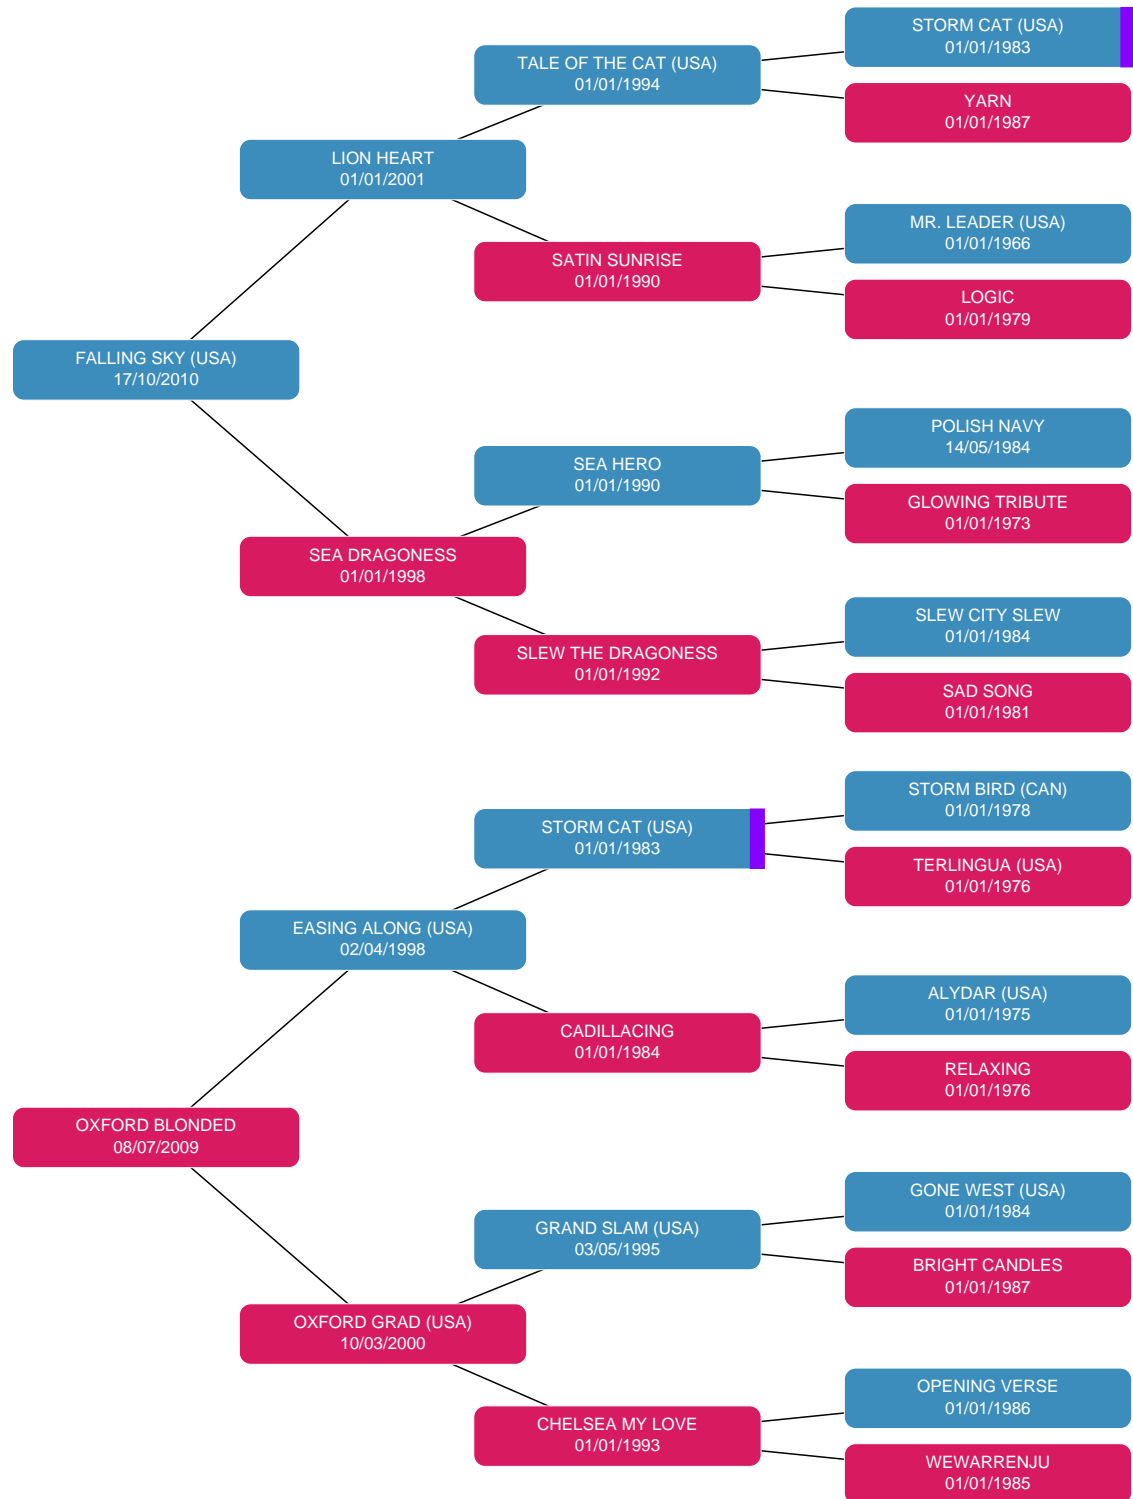 STORM CAT (USA)
01/01/1983
TALE OF THE CAT (USA)
01/01/1994
YARN
01/01/1987
LION HEART
01/01/2001
MR. LEADER (USA)
01/01/1966
SATIN SUNRISE
01/01/1990
LOGIC
01/01/1979
FALLING SKY (USA)
17/10/2010
POLISH NAVY
14/05/1984
SEA HERO
01/01/1990
GLOWING TRIBUTE
01/01/1973
SEA DRAGONESS
01/01/1998
SLEW CITY SLEW
01/01/1984
SLEW THE DRAGONESS
01/01/1992
SAD SONG
01/01/1981
STORM BIRD (CAN)
01/01/1978
STORM CAT (USA)
01/01/1983
TERLINGUA (USA)
01/01/1976
EASING ALONG (USA)
02/04/1998
ALYDAR (USA)
01/01/1975
CADILLACING
01/01/1984
RELAXING
01/01/1976
OXFORD BLONDED
08/07/2009
GONE WEST (USA)
01/01/1984
GRAND SLAM (USA)
03/05/1995
BRIGHT CANDLES
01/01/1987
OXFORD GRAD (USA)
10/03/2000
OPENING VERSE
01/01/1986
CHELSEA MY LOVE
01/01/1993
WEWARRENJU
01/01/1985